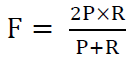 F = 2P×R / P+R